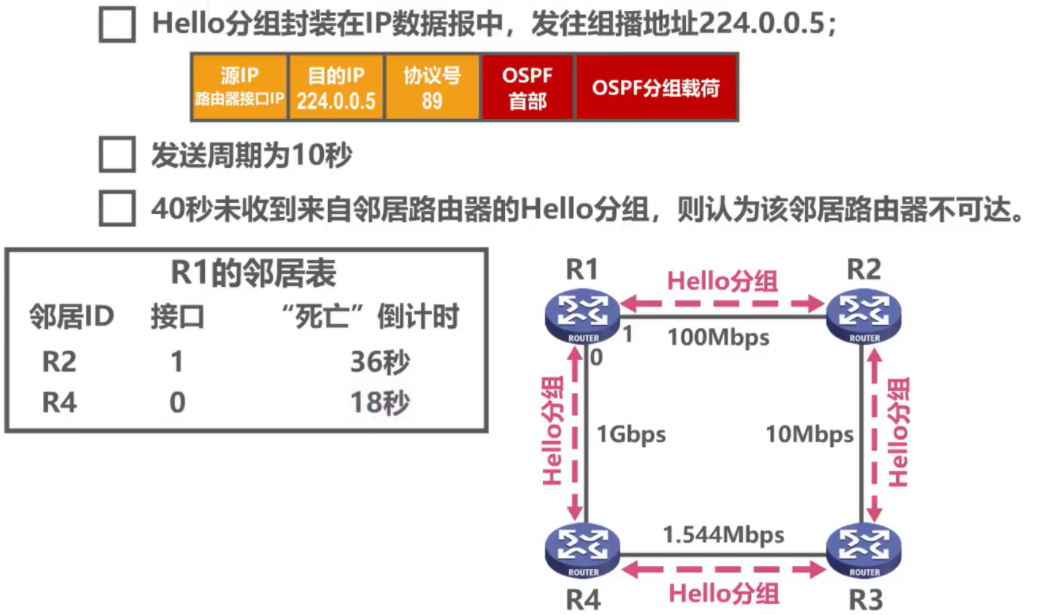 Hello分组封装在IP数据报中，发往组播地址224.0.0.5；
源IP
路由器接口IP
目的IP
224.0.0.5
协议号
89
OSPF
首部
OSPF分组载荷
发送周期为10秒
40秒未收到来自邻居路由器的Hello分组，则认为该邻居路由器不可达。
R1的邻居表
邻居ID 接口 “死亡”倒计时
R2 1 36秒
R4 0 18秒
R1
Hello分组
R2
ROUTER
1
100Mbps
ROUTER
0
Hello分组
1Gbps
10Mbps
Hello分组
1.544Mbps
ROUTER
ROUTER
Hello分组
R4
R3